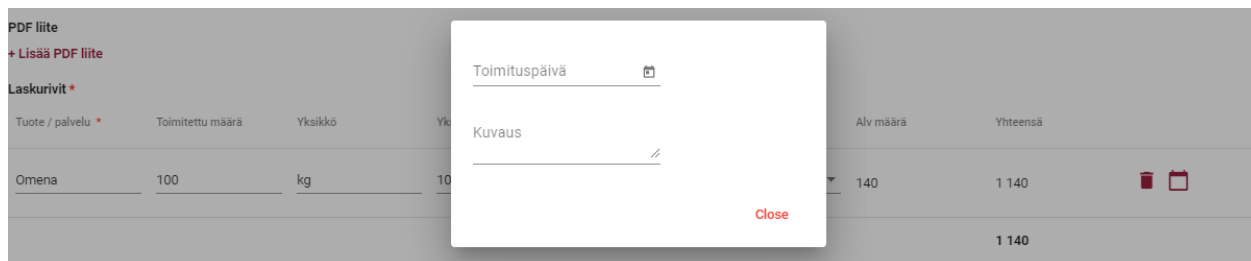 PDF liite
+ Lisää PDF liite
Laskurivit *
Tuote / palvelu * Toimitettu määrä Yksikkö Alv määrä Yhteensä
Omena 100 kg 10 140 1 140
1 140
Toimituspäivä
Kuvaus
Close